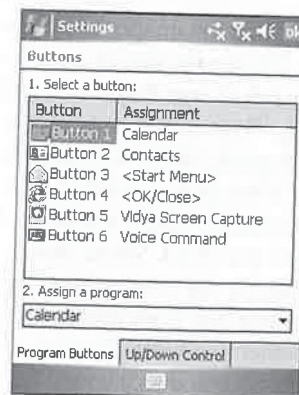 Settings
ok
Buttons
1. Select a button:
Button Assignment
Button 1 Calendar
Button 2 Contacts
Button 3 <Start Menu>
Button 4 <OK/Close>
Button 5 Vidya Screen Capture
Button 6 Voice Command
2. Assign a program:
Calendar
Program Buttons Up/Down Control